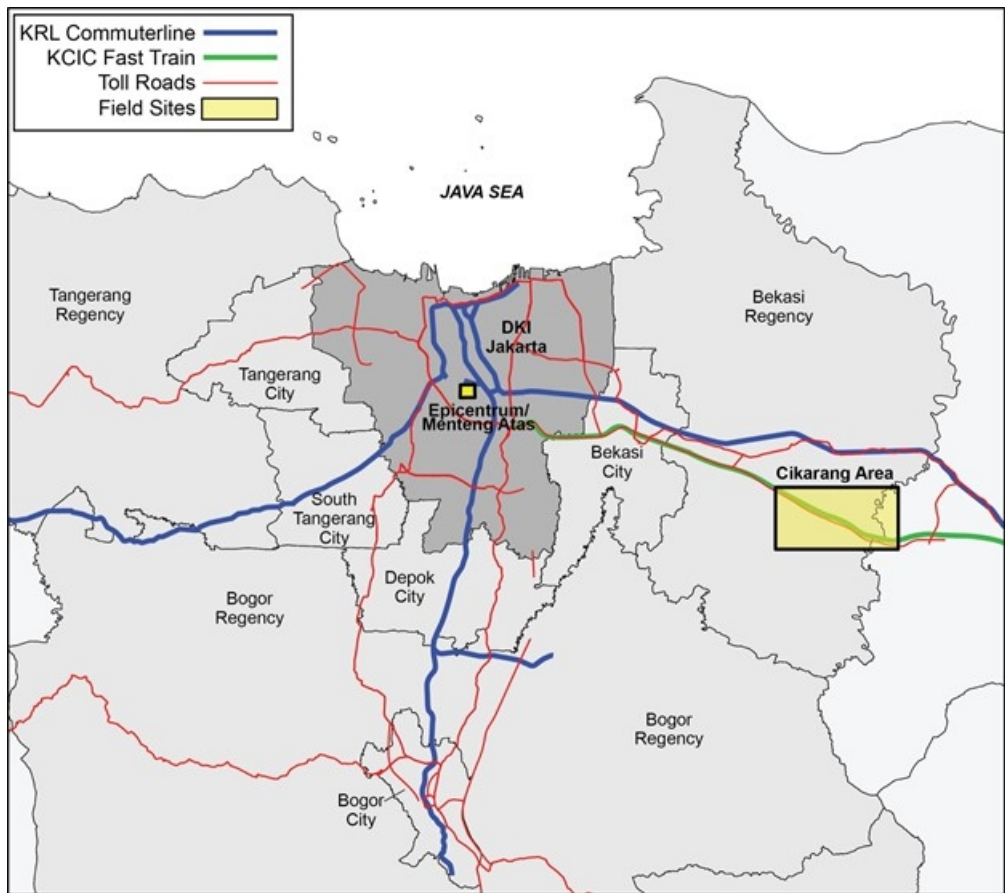 KRL Commuterline
KCIC Fast Train
Toll Roads
Field Sites
JAVA SEA
Tangerang
Regency
Bekasi
Regency
DKI
Jakarta
Tangerang
City
Epicentrum/
Menteng Atas
Bekasi
City
Cikarang Area
South
Tangerang
City
Depok
City
Bogor
Regency
Bogor
Regency
Bogor
City